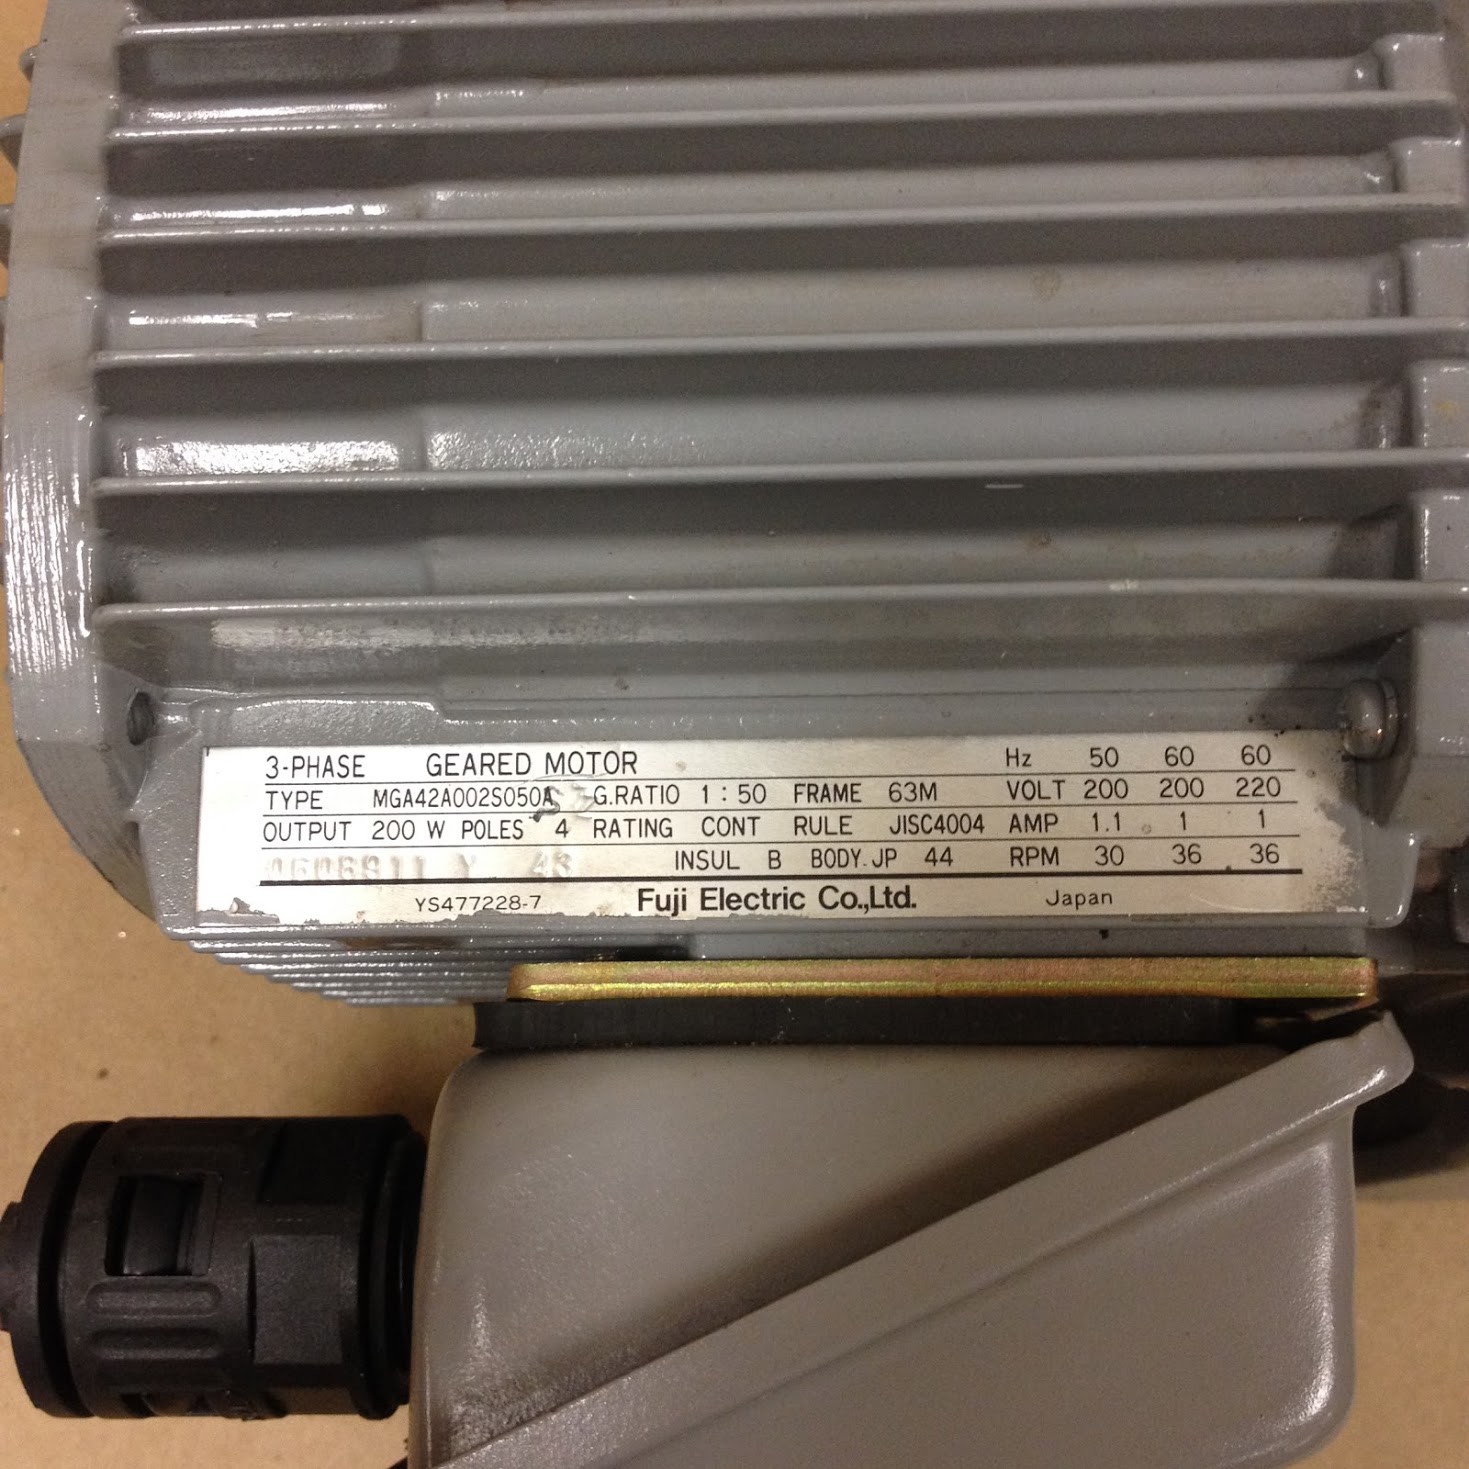 3-PHASE GEARED MOTOR Hz 50 60 60
TYPE MGA42A002S050A G.RATIO 1 : 50 FRAME 63M VOLT 200 200 220
OUTPUT 200 W POLES 4 RATING CONT RULE JISC4004 AMP 1.1 1 1
INSUL B BODY.JP 44 RPM 30 36 36
YS477228-7 Fuji Electric Co.,Ltd. Japan